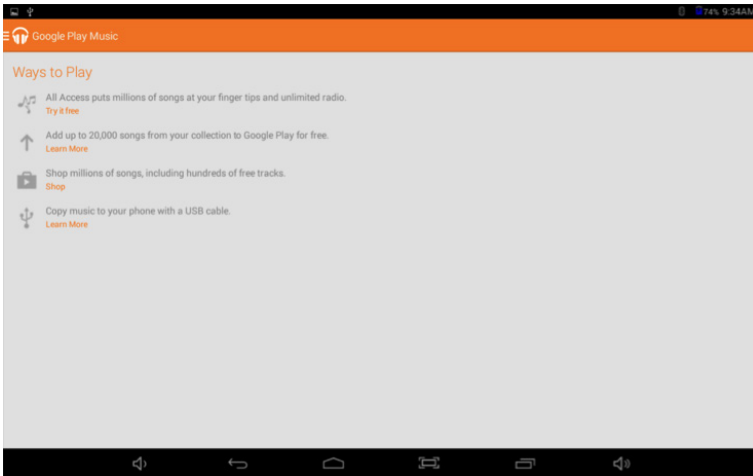 74% 9:34AM
Google Play Music
Ways to Play
All Access puts millions of songs at your finger tips and unlimited radio.
Try it free
Add up to 20,000 songs from your collection to Google Play for free.
Learn More
Shop millions of songs, including hundreds of free tracks.
Shop
Copy music to your phone with a USB cable.
Learn More